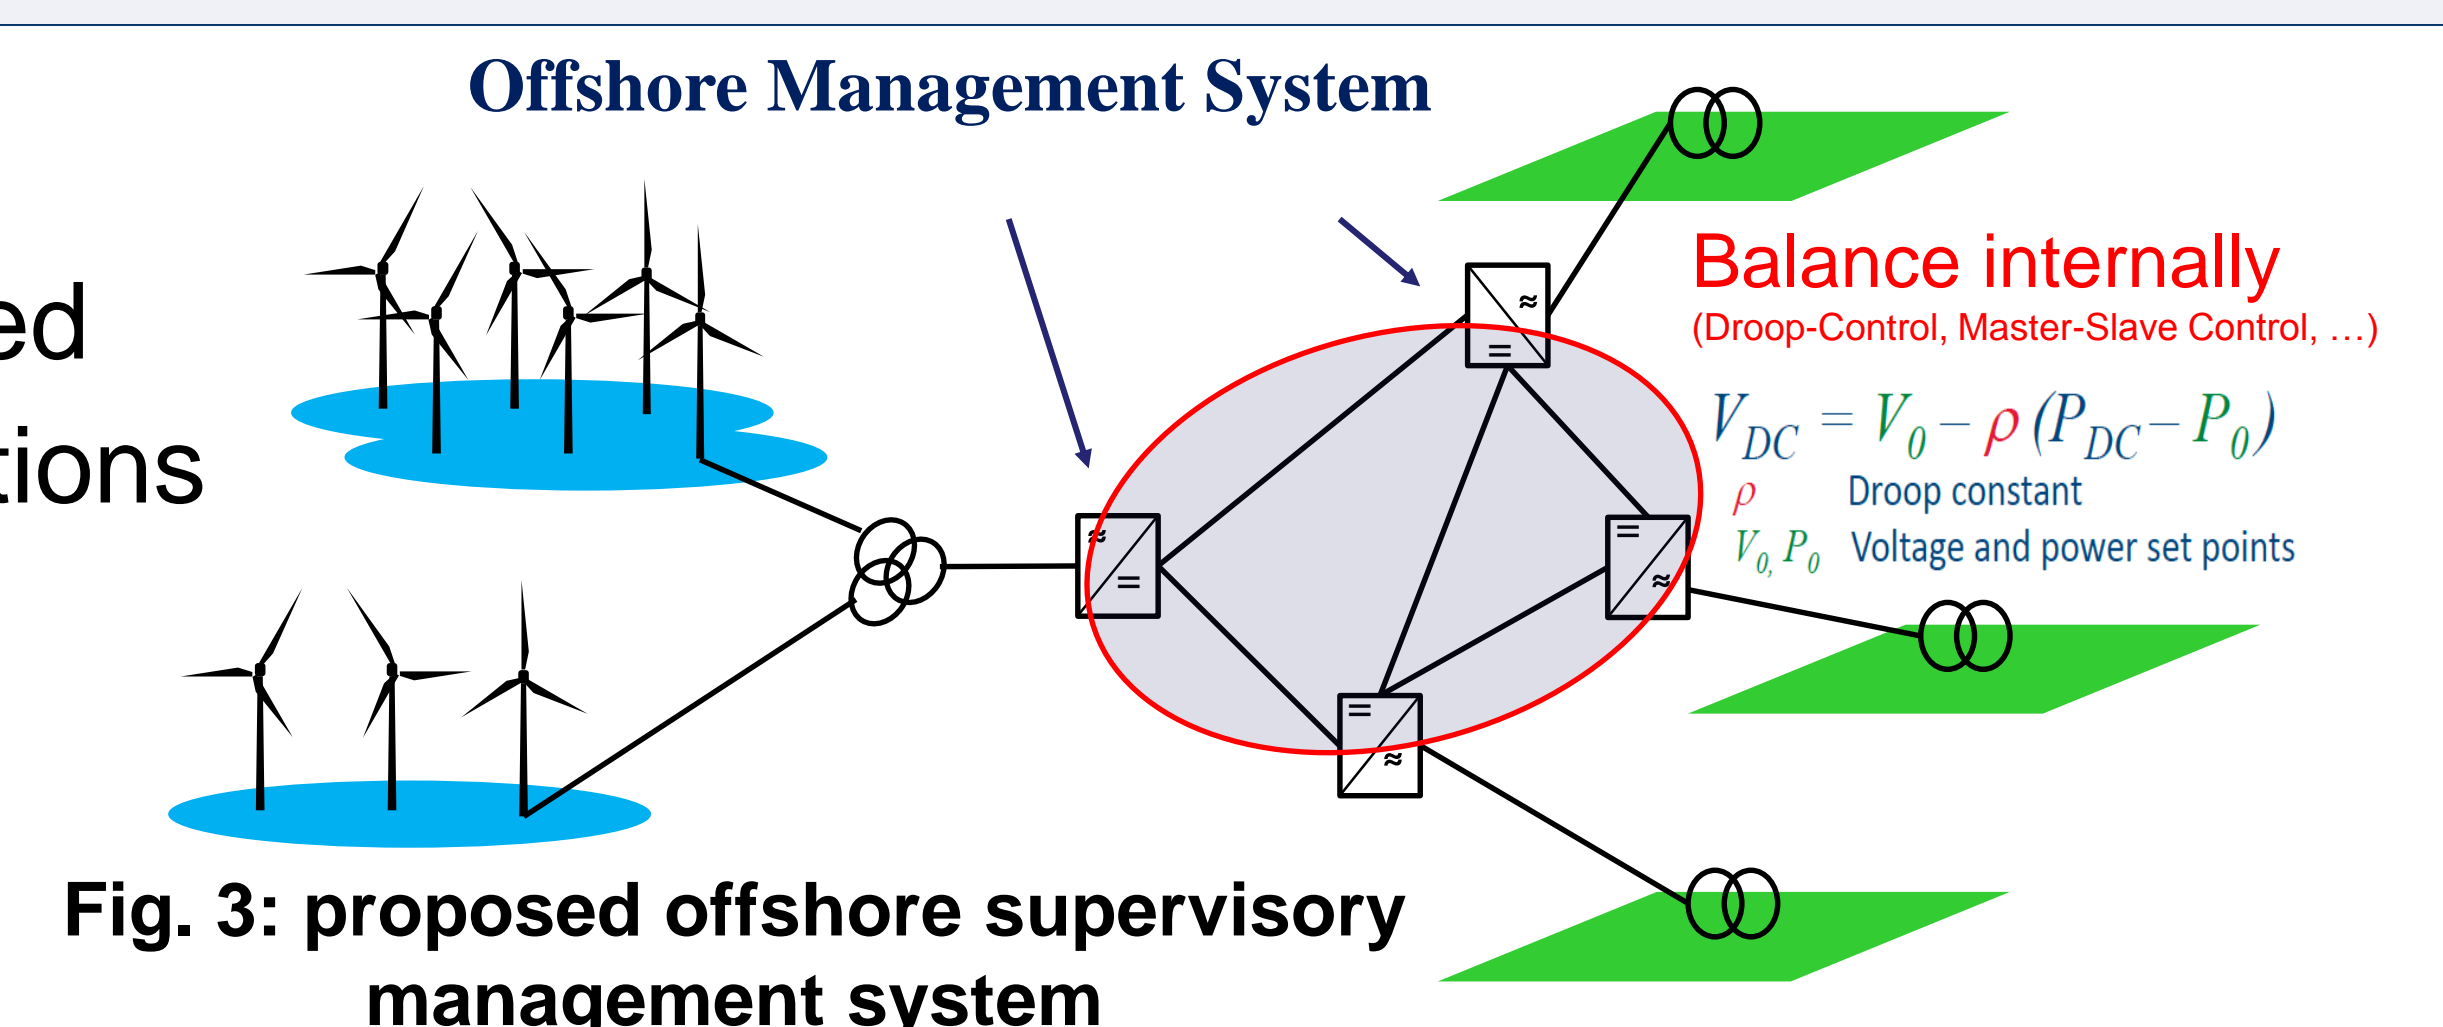 Offshore Management System
ed
tions
≈
=
Balance internally
(Droop-Control, Master-Slave Control, …)
V_DC = V_0 – ρ (P_DC – P_0)
ρ Droop constant
V_0, P_0 Voltage and power set points
≈
=
=
≈
=
≈
Fig. 3: proposed offshore supervisory
management system